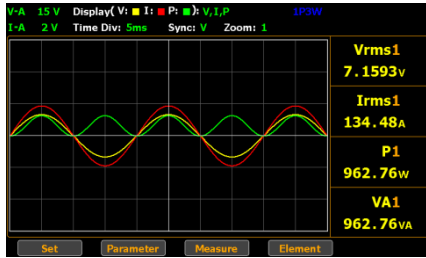 V-A 15 V Display( V: I: P: ): V,I,P 1P3W
I-A 2 V Time Div: 5ms Sync: V Zoom: 1
Vrms1
7.1593v
Irms1
134.48A
P1
962.76w
VA1
962.76VA
Set Parameter Measure Element